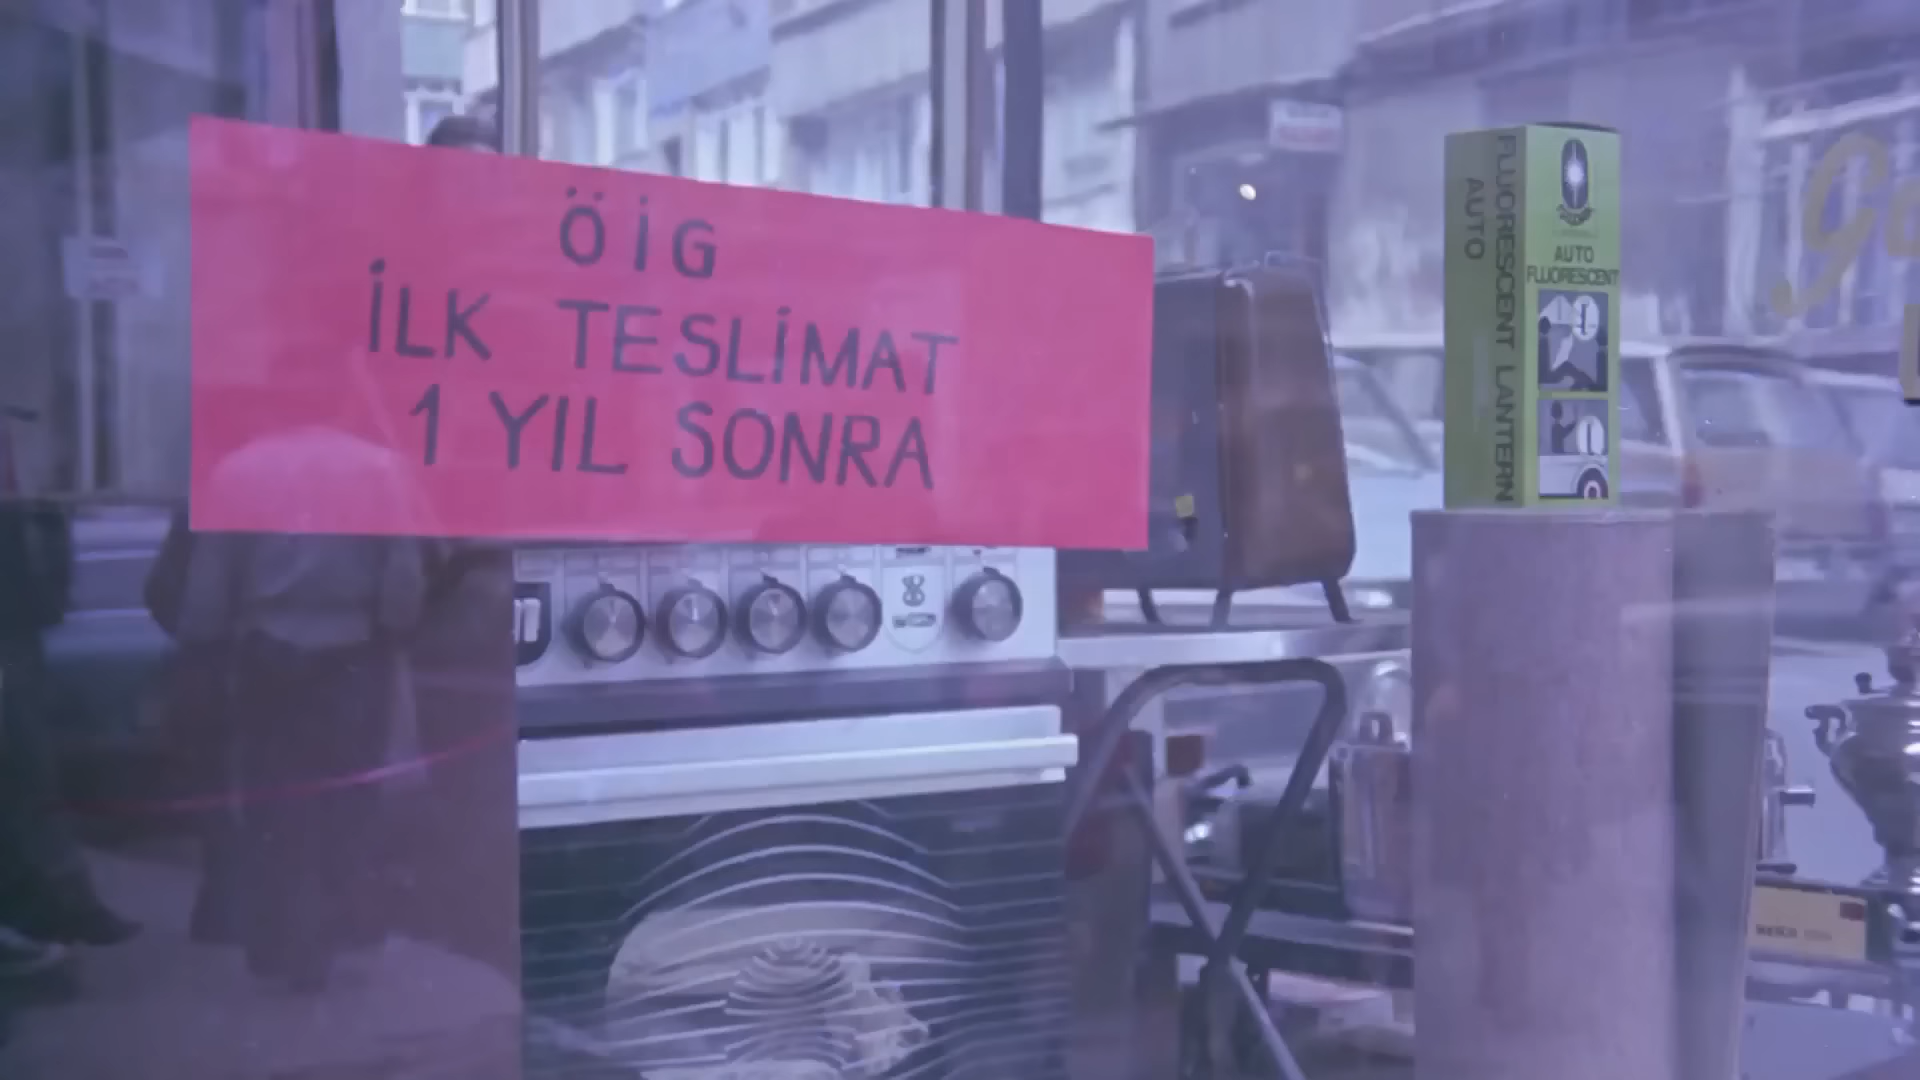 ÖİG
İLK TESLİMAT
1 YIL SONRA
FLUORESCENT LANTERN
AUTO
AUTO
FLUORESCENT